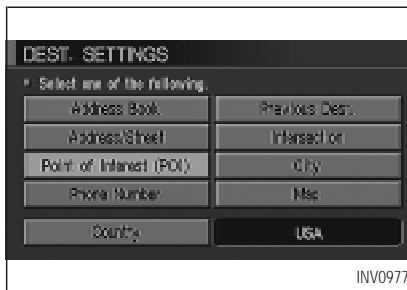 DEST. SETTINGS
Select one of the following.
Address Book
Previous Dest.
Address/Street
Intersection
Point of Interest (POI)
City
Phone Number
Map
Country
USA
INV0977